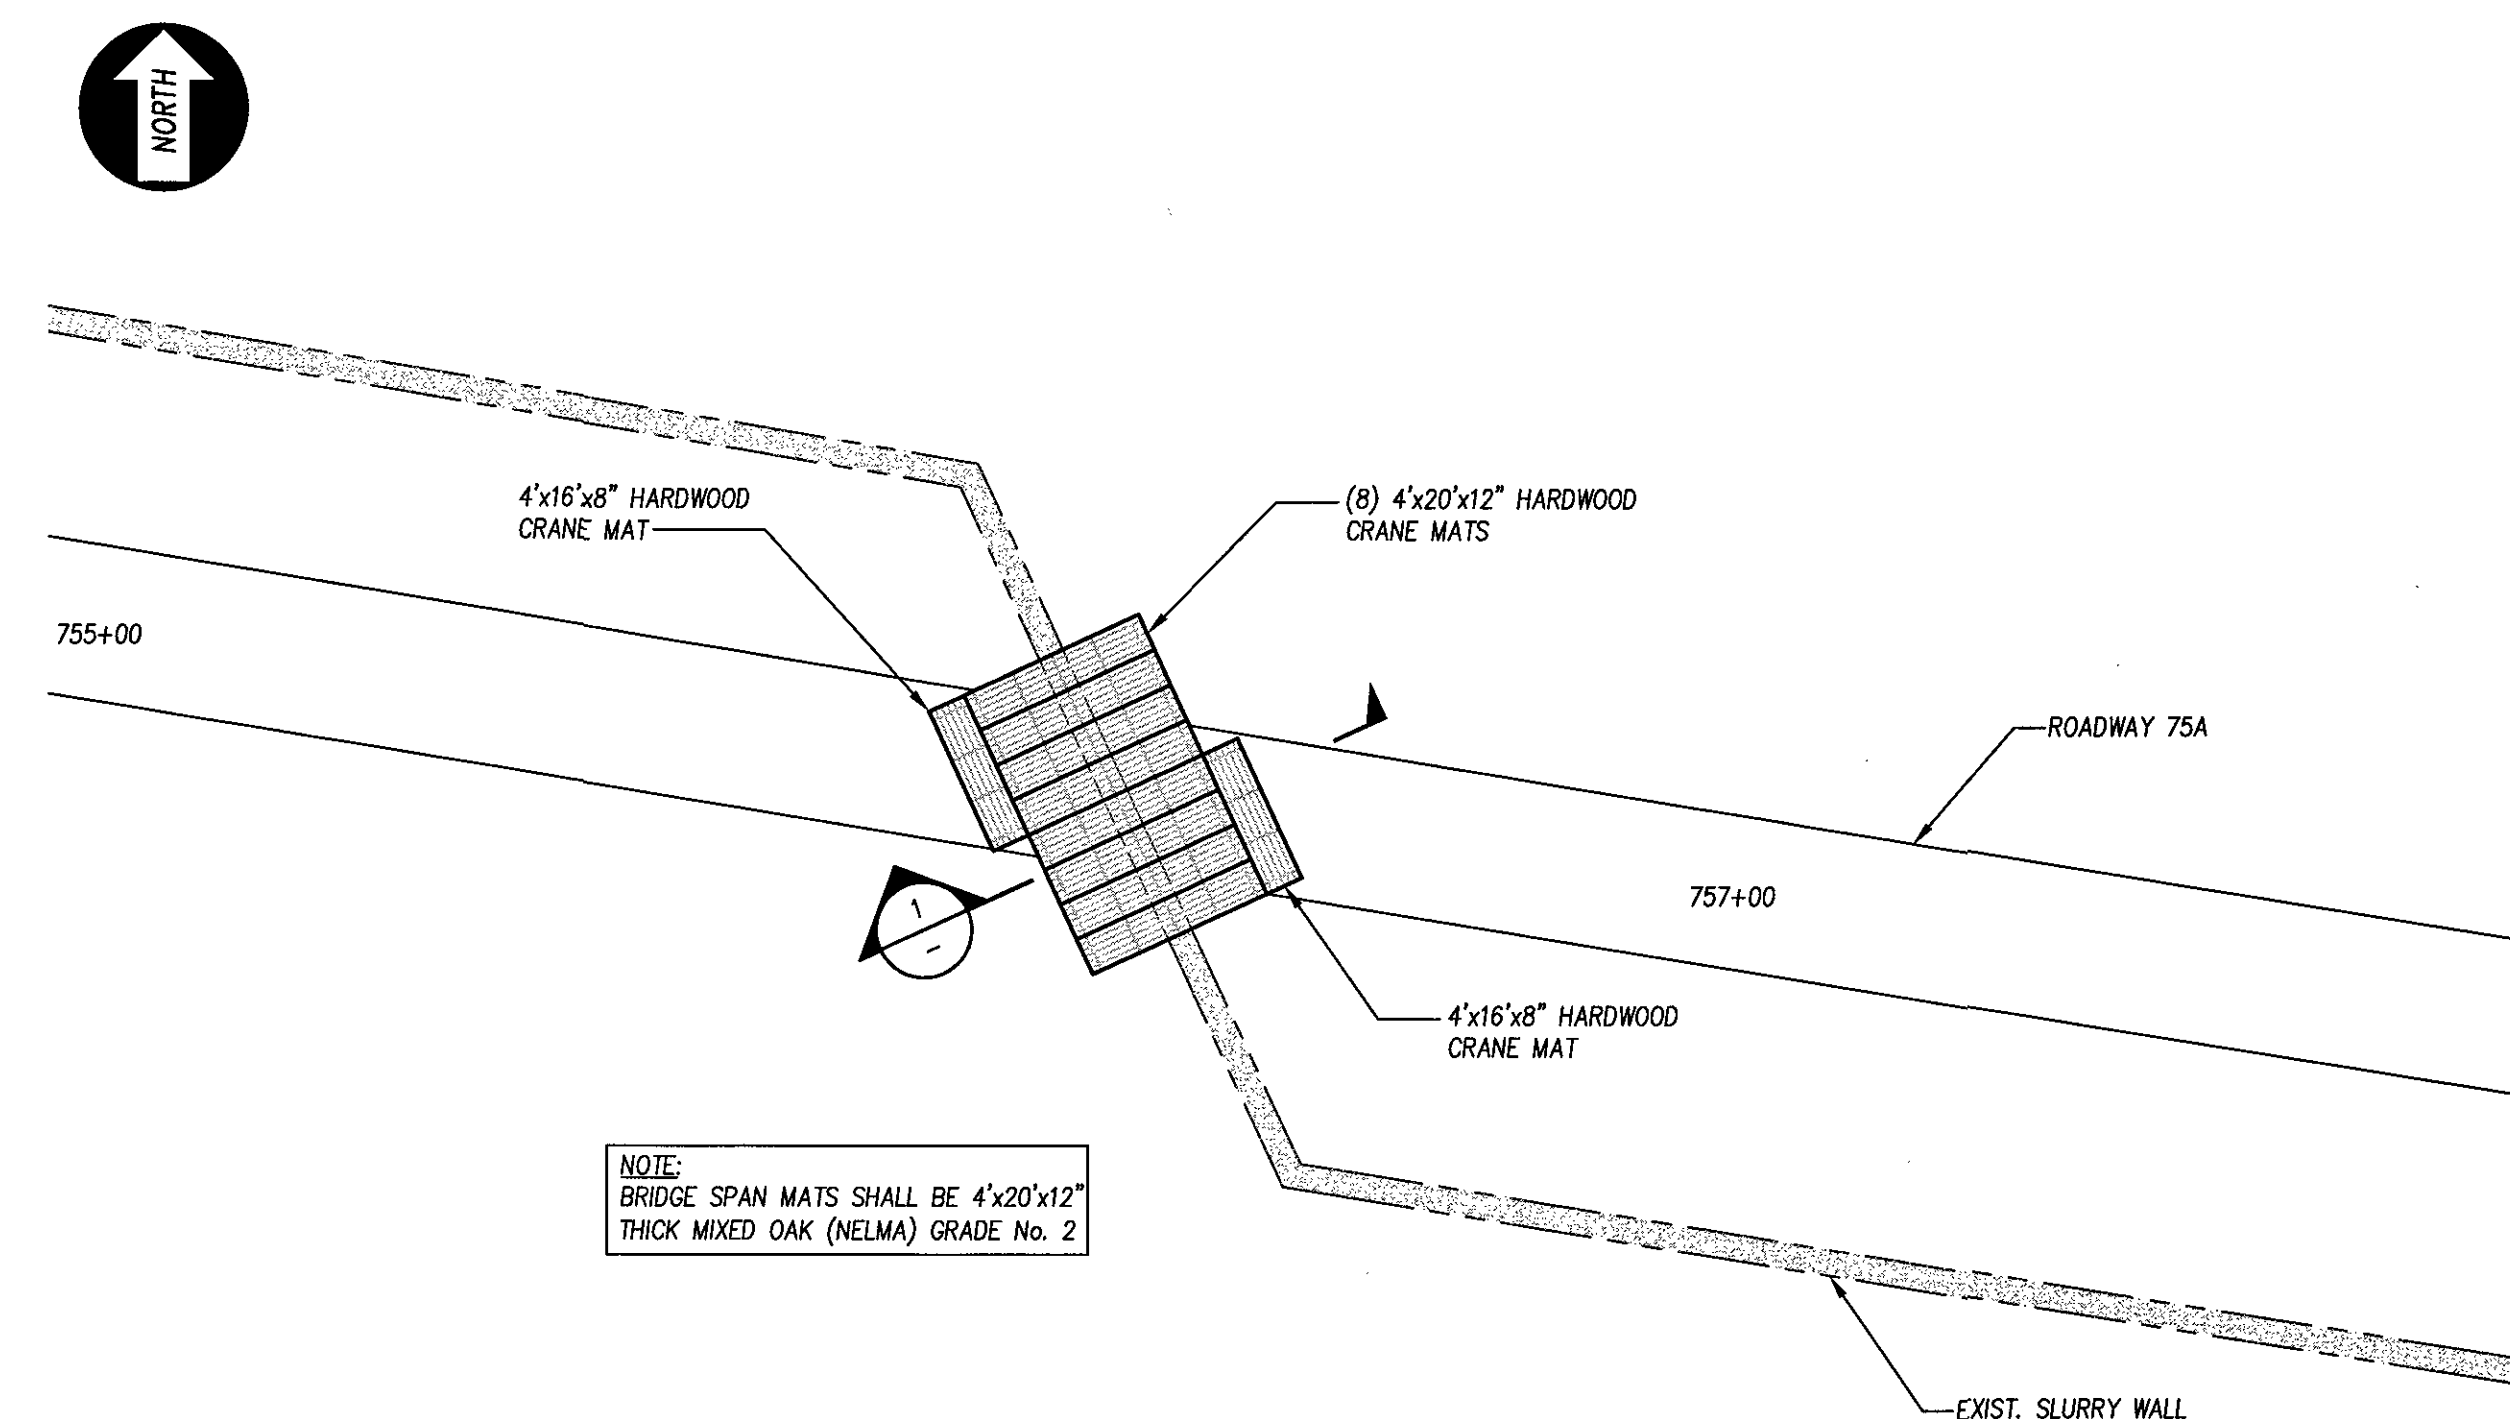 NORTH
4'x16'x8" HARDWOOD
CRANE MAT
(8) 4'x20'x12" HARDWOOD
CRANE MATS
755+00
ROADWAY 75A
757+00
1
-
4'x16'x8" HARDWOOD
CRANE MAT
NOTE:
BRIDGE SPAN MATS SHALL BE 4'x20'x12"
THICK MIXED OAK (NELMA) GRADE No. 2
EXIST. SLURRY WALL